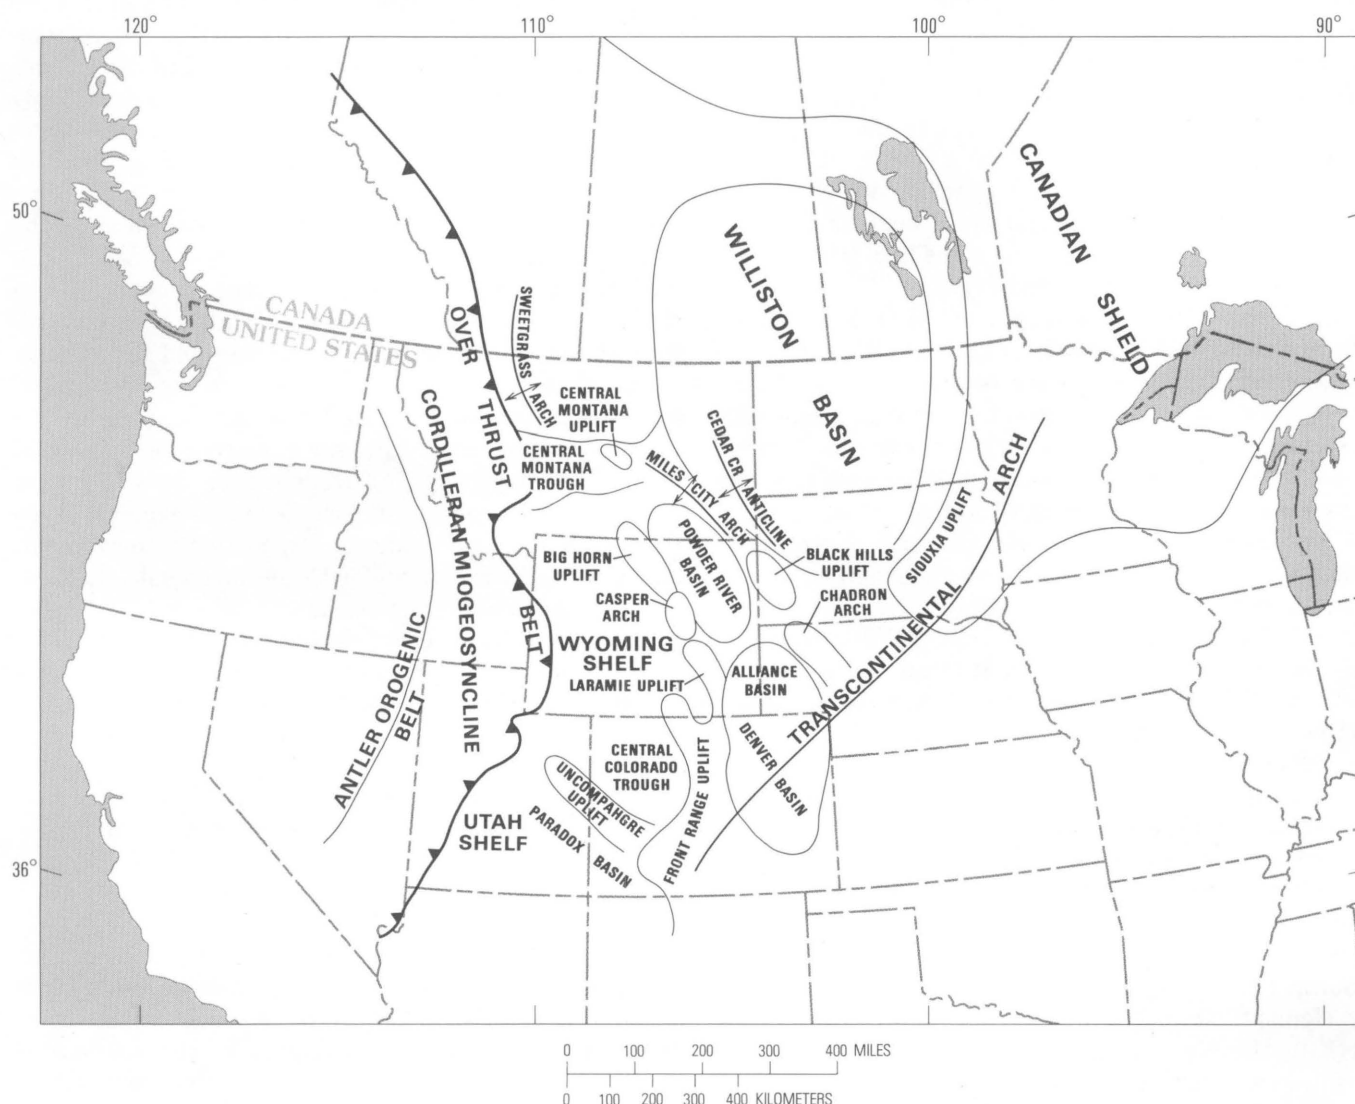 120°
110°
100°
90°
50°
36°
CANADA
UNITED STATES
CANADIAN
SHIELD
WILLISTON
BASIN
OVER
THRUST
BELT
SWEETGRASS
ARCH
CENTRAL
MONTANA
UPLIFT
CENTRAL
MONTANA
TROUGH
CEDAR CR ANTICLINE
MILES CITY ARCH
CORDILLERAN MIOGEOSYNCLINE
ANTLER OROGENIC
BELT
BIG HORN
UPLIFT
POWDER RIVER
BASIN
BLACK HILLS
UPLIFT
CASPER
ARCH
CHADRON
ARCH
SIOUXIA UPLIFT
TRANSCONTINENTAL
ARCH
WYOMING
SHELF
LARAMIE UPLIFT
ALLIANCE
BASIN
DENVER BASIN
CENTRAL
COLORADO
TROUGH
FRONT RANGE UPLIFT
UNCOMPAHGRE
UPLIFT
PARADOX BASIN
UTAH
SHELF
0 100 200 300 400 MILES
0 100 200 300 400 KILOMETERS